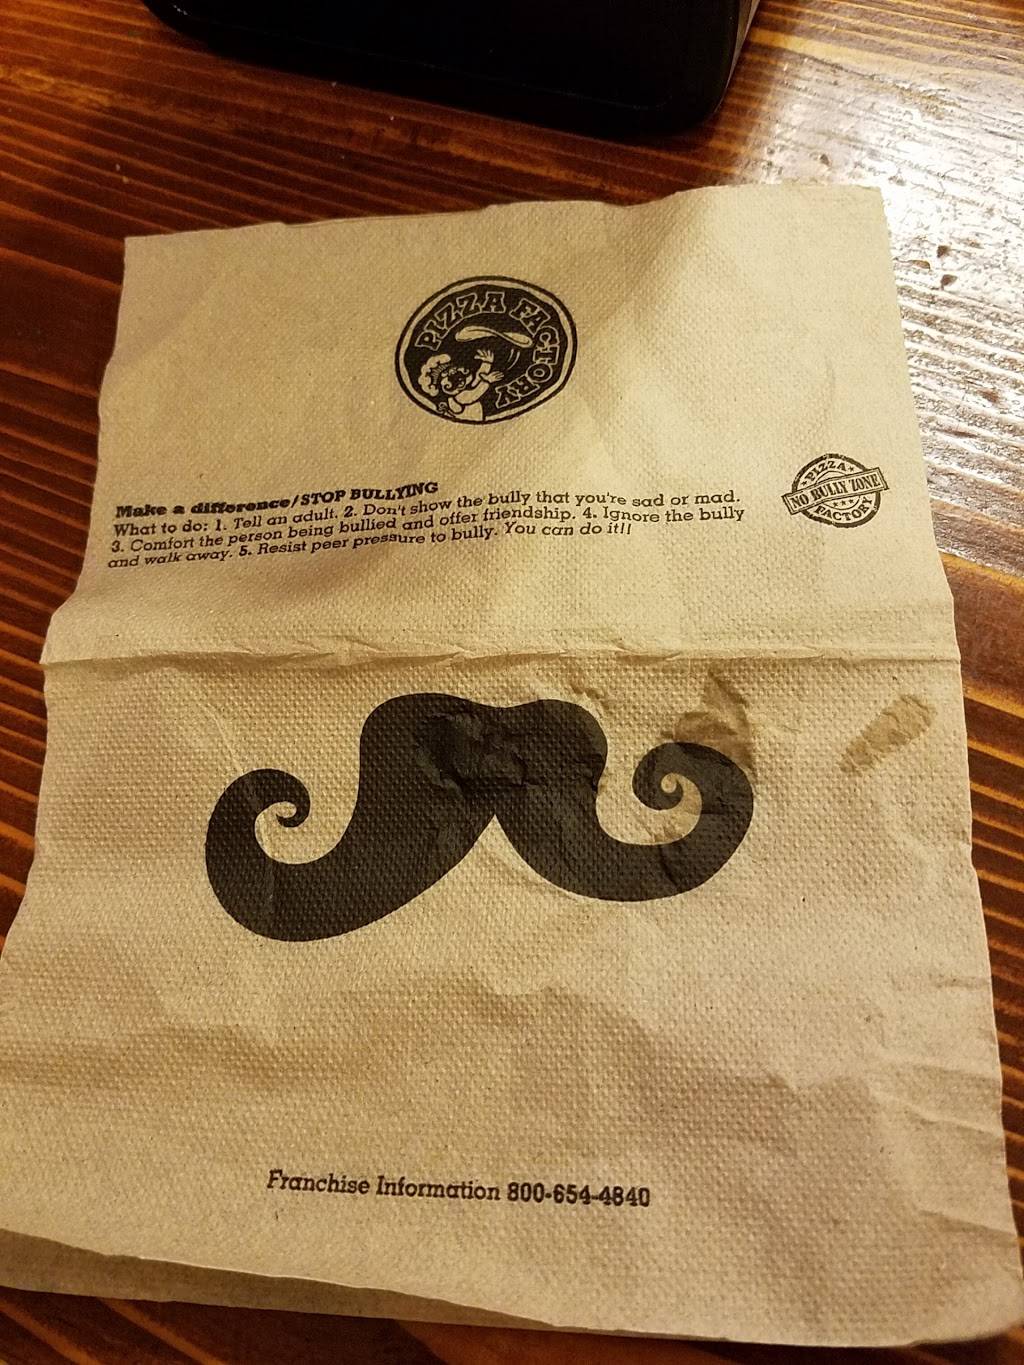 PIZZA FACTORY
Make a difference/STOP BULLYING
What to do: 1. Tell an adult. 2. Don't show the bully that you're sad or mad.
3. Comfort the person being bullied and offer friendship. 4. Ignore the bully
and walk away. 5. Resist peer pressure to bully. You can do it!!
PIZZA
NO BULLY ZONE
FACTORY
Franchise Information 800-654-4840